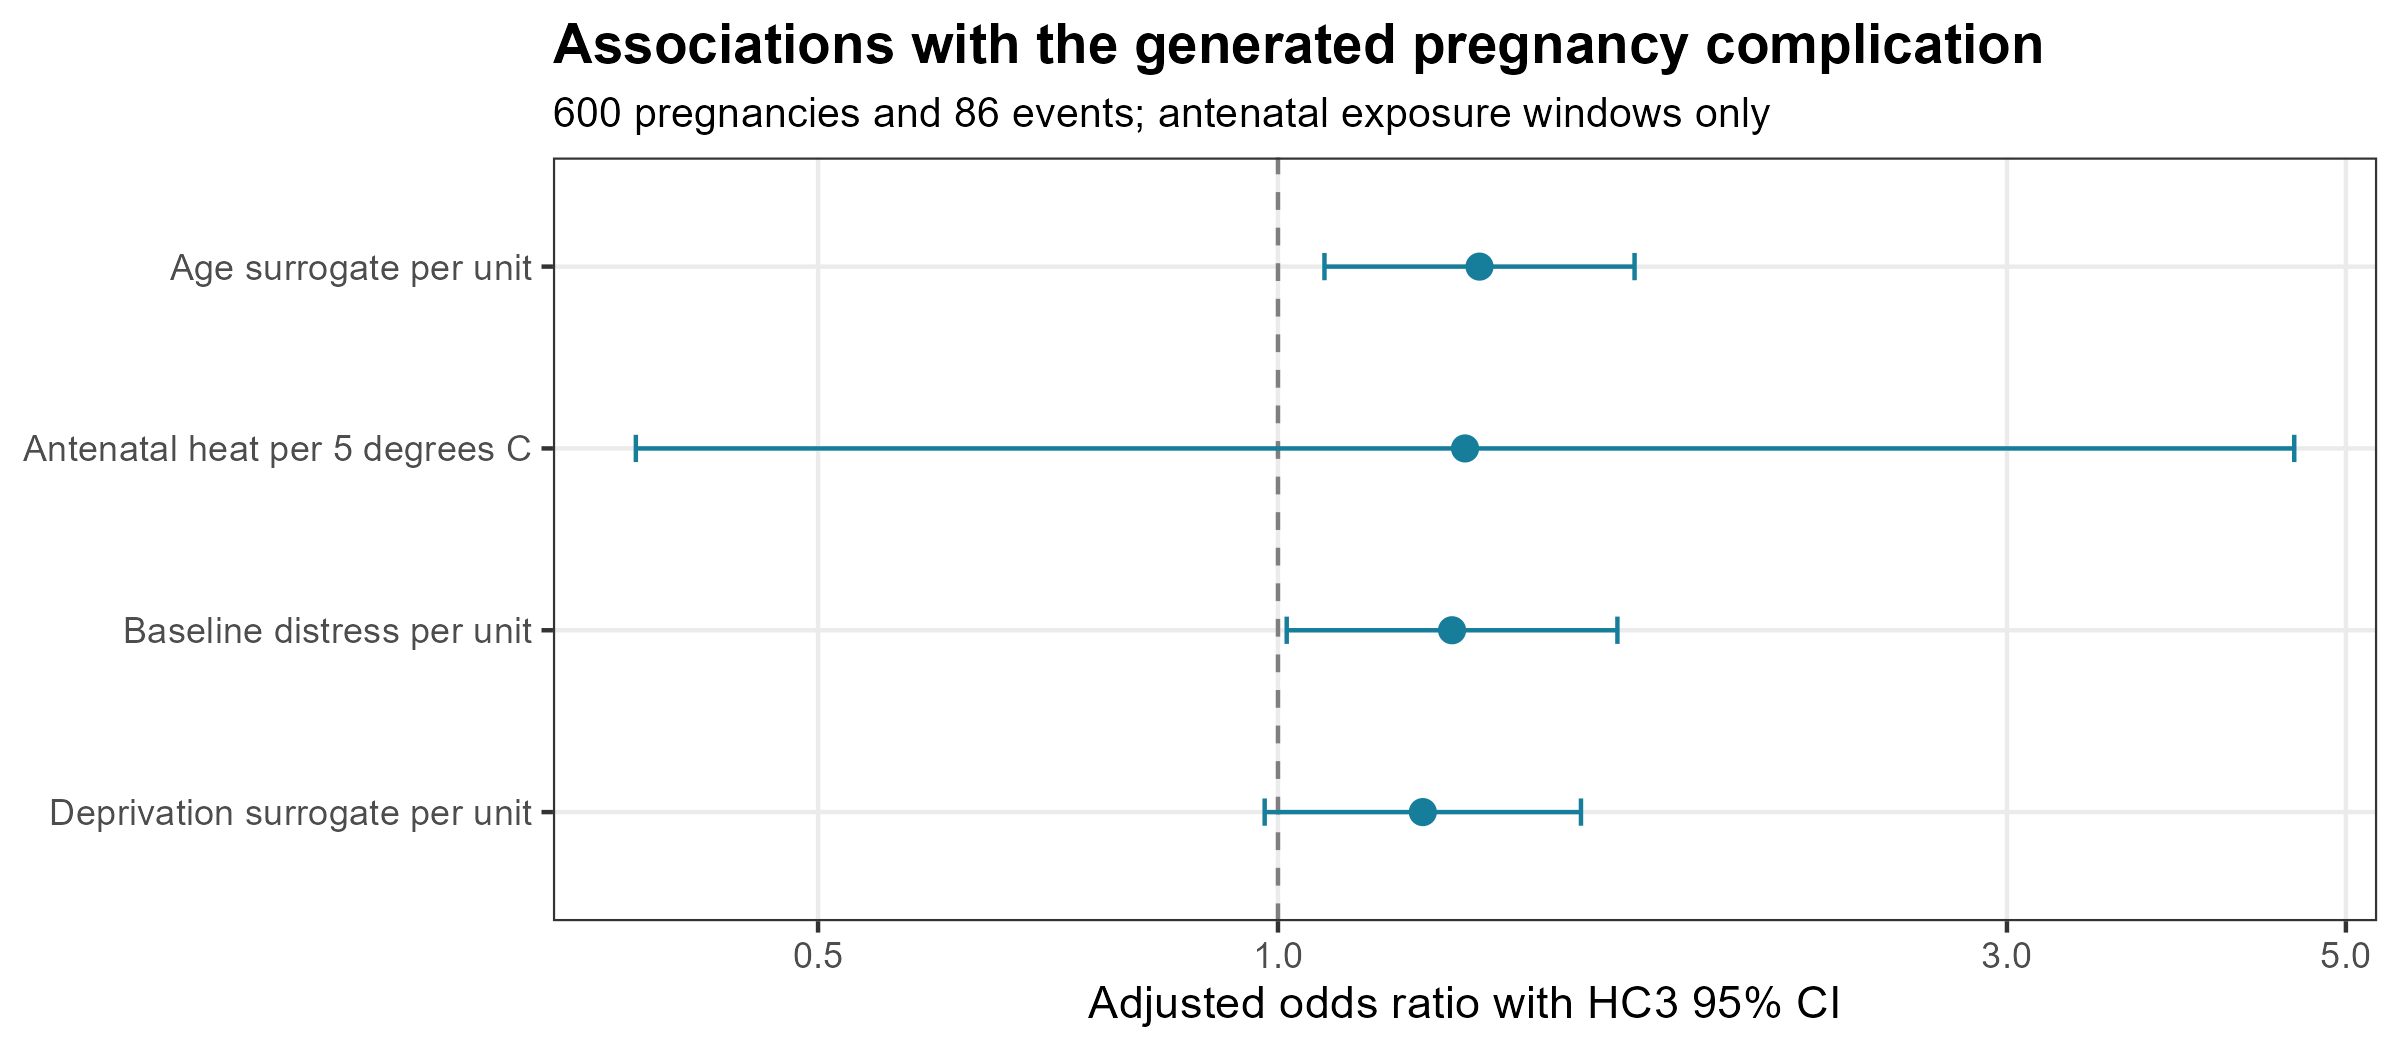 Associations with the generated pregnancy complication
600 pregnancies and 86 events; antenatal exposure windows only
Age surrogate per unit
Antenatal heat per 5 degrees C
Baseline distress per unit
Deprivation surrogate per unit
0.5 1.0 3.0 5.0
Adjusted odds ratio with HC3 95% CI